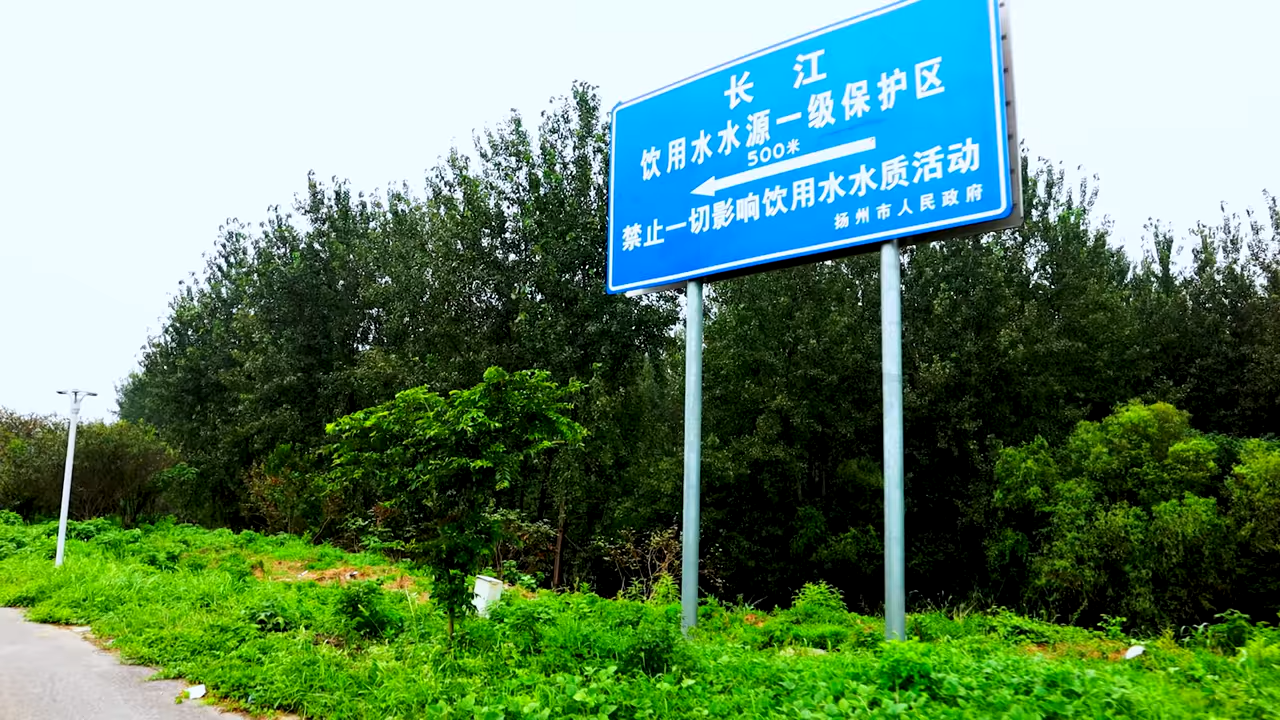 长 江
饮用水水源一级保护区
500米
禁止一切影响饮用水水质活动
扬州市人民政府